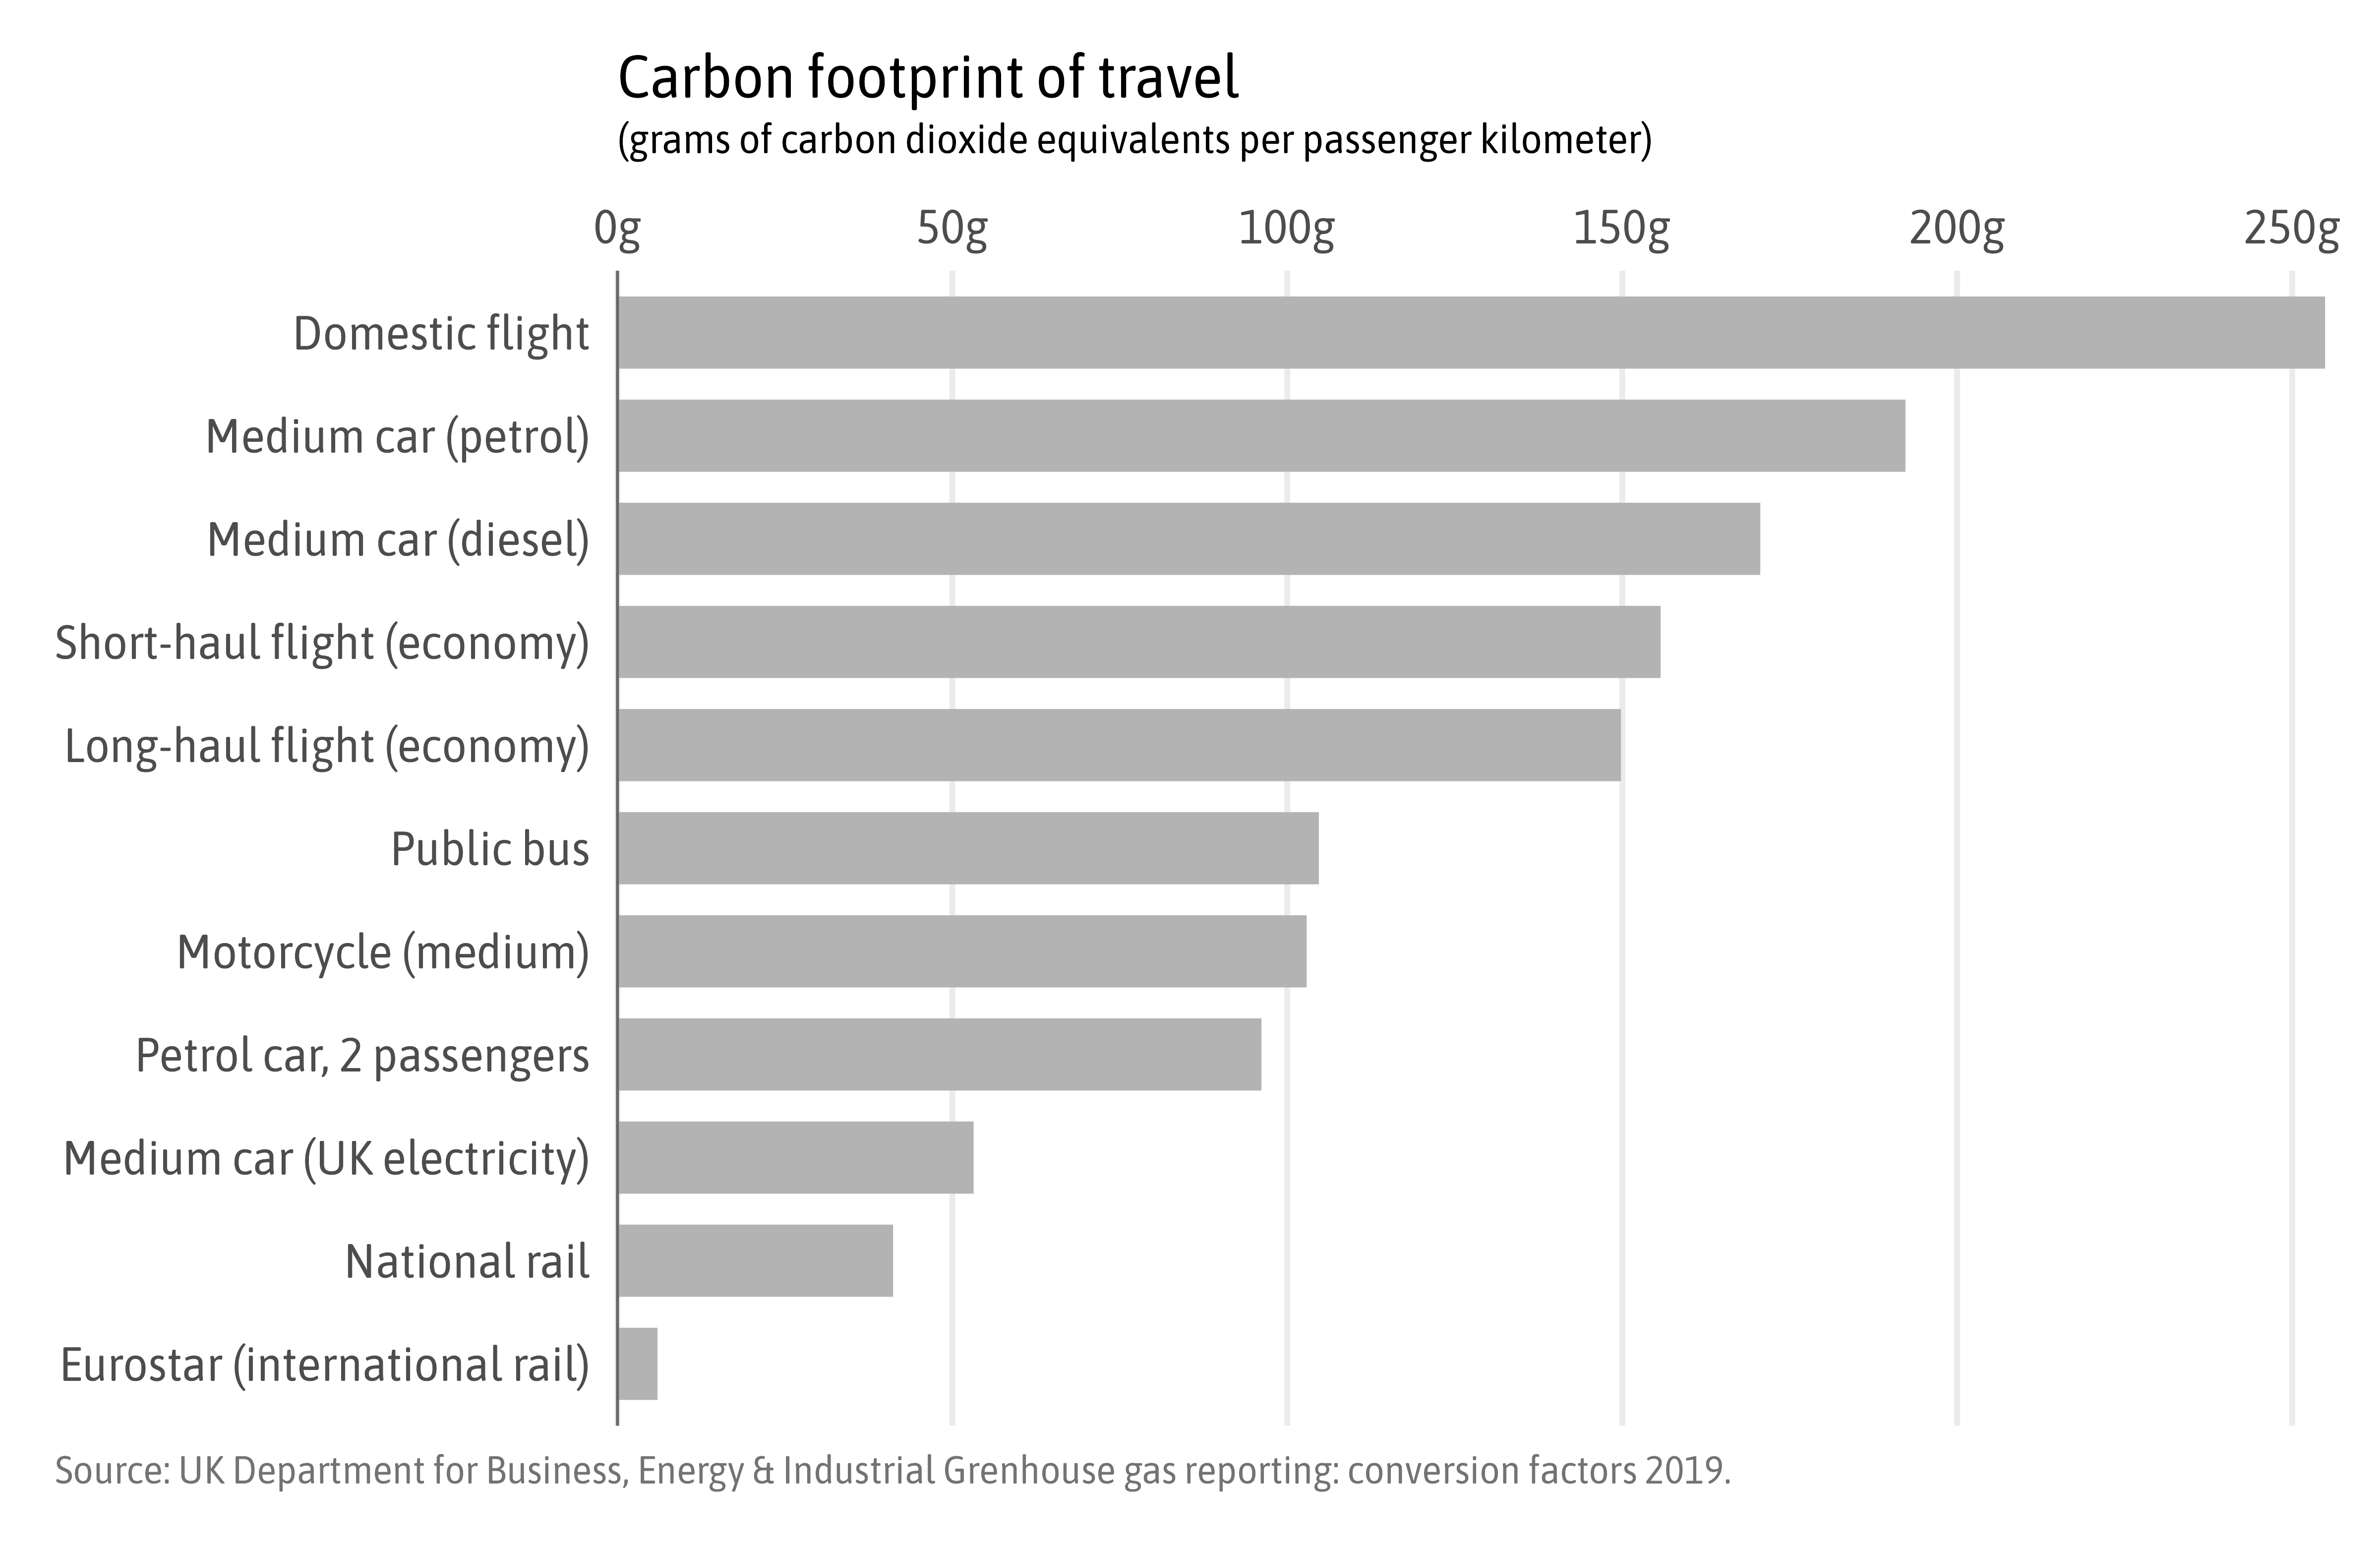 Carbon footprint of travel
(grams of carbon dioxide equivalents per passenger kilometer)
0g 50g 100g 150g 200g 250g
Domestic flight
Medium car (petrol)
Medium car (diesel)
Short-haul flight (economy)
Long-haul flight (economy)
Public bus
Motorcycle (medium)
Petrol car, 2 passengers
Medium car (UK electricity)
National rail
Eurostar (international rail)
Source: UK Department for Business, Energy & Industrial Grenhouse gas reporting: conversion factors 2019.